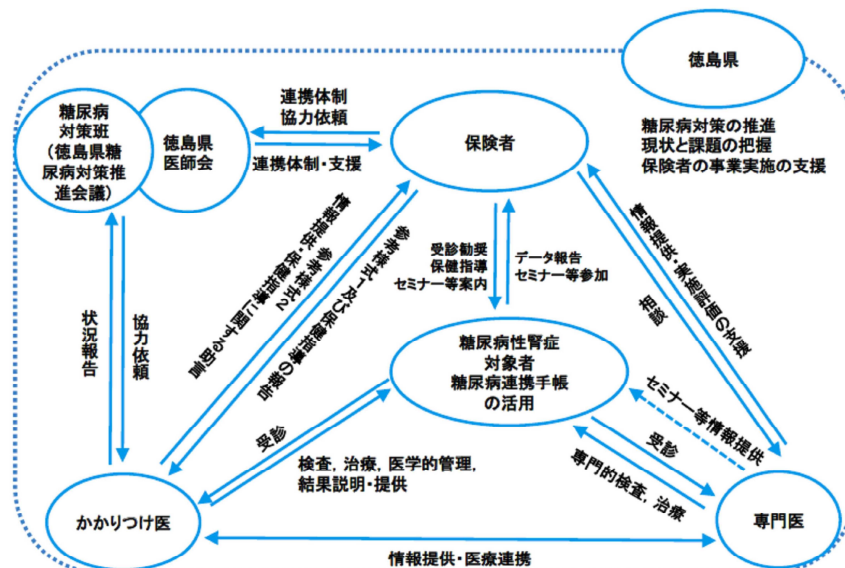 徳島県
糖尿病
対策班
（徳島県糖
尿病対策推
進会議）
徳島県
医師会
連携体制
協力依頼
連携体制・支援
保険者
糖尿病対策の推進
現状と課題の把握
保険者の事業実施の支援
参考様式2
情報提供・保健指導に関する助言
参考様式1及び保健指導の報告
受診勧奨
保健指導
セミナー等案内
データ報告
セミナー等参加
情報提供・実施評価の支援
相談
状況報告
協力依頼
糖尿病性腎症
対象者
糖尿病連携手帳
の活用
セミナー等情報提供
受診
検査，治療，医学的管理，
結果説明・提供
受診
専門的検査，治療
かかりつけ医
専門医
情報提供・医療連携